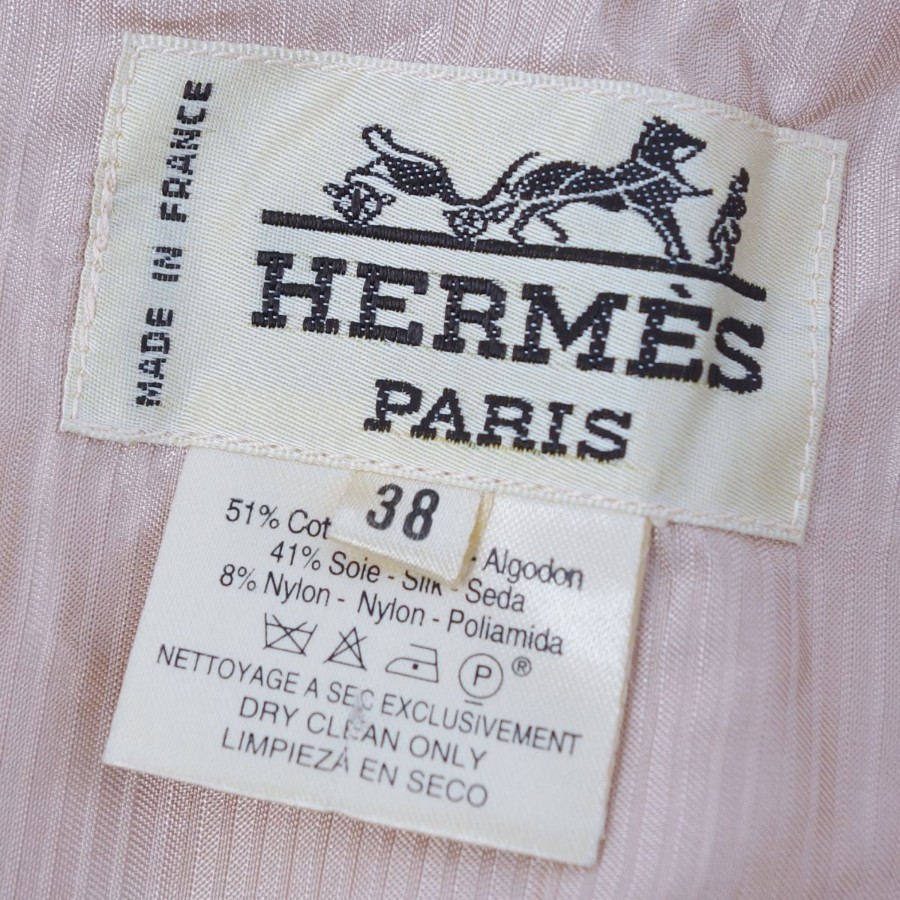 MADE IN FRANCE
HERMÈS
PARIS
38
51% Cot - Algodon
41% Soie - Silk - Seda
8% Nylon - Nylon - Poliamida
P ®
NETTOYAGE A SEC EXCLUSIVEMENT
DRY CLEAN ONLY
LIMPIEZA EN SECO